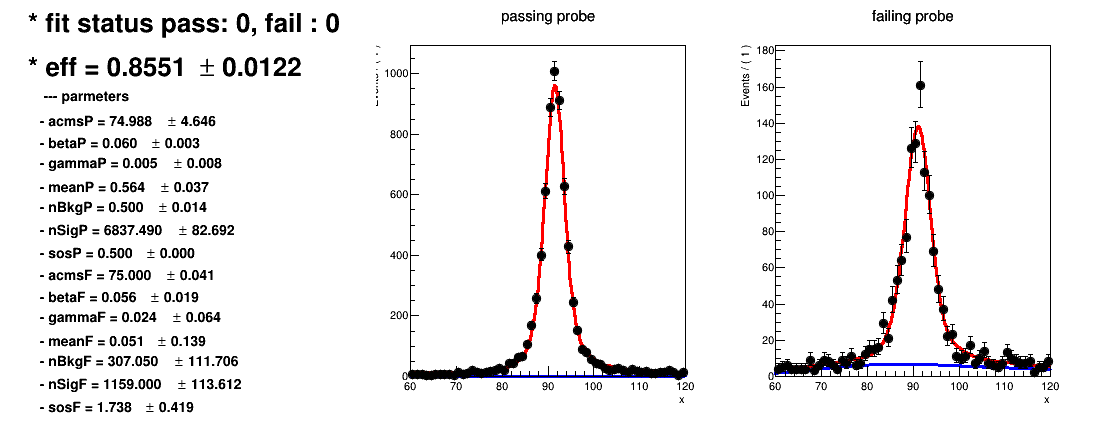 * fit status pass: 0, fail : 0
* eff = 0.8551 ± 0.0122
--- parmeters
- acmsP = 74.988 ± 4.646
- betaP = 0.060 ± 0.003
- gammaP = 0.005 ± 0.008
- meanP = 0.564 ± 0.037
- nBkgP = 0.500 ± 0.014
- nSigP = 6837.490 ± 82.692
- sosP = 0.500 ± 0.000
- acmsF = 75.000 ± 0.041
- betaF = 0.056 ± 0.019
- gammaF = 0.024 ± 0.064
- meanF = 0.051 ± 0.139
- nBkgF = 307.050 ± 111.706
- nSigF = 1159.000 ± 113.612
- sosF = 1.738 ± 0.419
passing probe
1000
800
600
400
200
0
60 70 80 90 100 110 120
x
failing probe
Events / ( 1 )
180
160
140
120
100
80
60
40
20
0
60 70 80 90 100 110 120
x